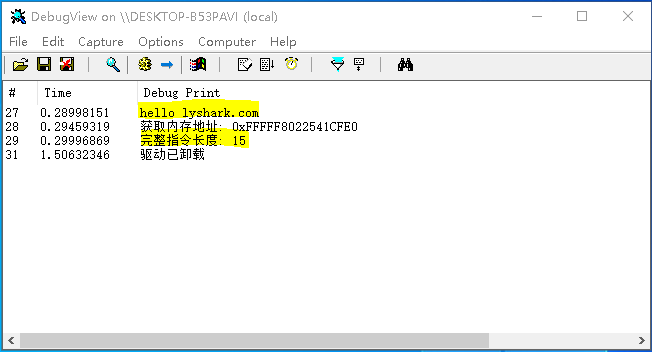 DebugView on \\DESKTOP-B53PAVI (local)
File Edit Capture Options Computer Help
# Time Debug Print
27 0.28998151 hello lyshark.com
28 0.29459319 获取内存地址: 0xFFFFF8022541CFE0
29 0.29996869 完整指令长度: 15
31 1.50632346 驱动已卸载